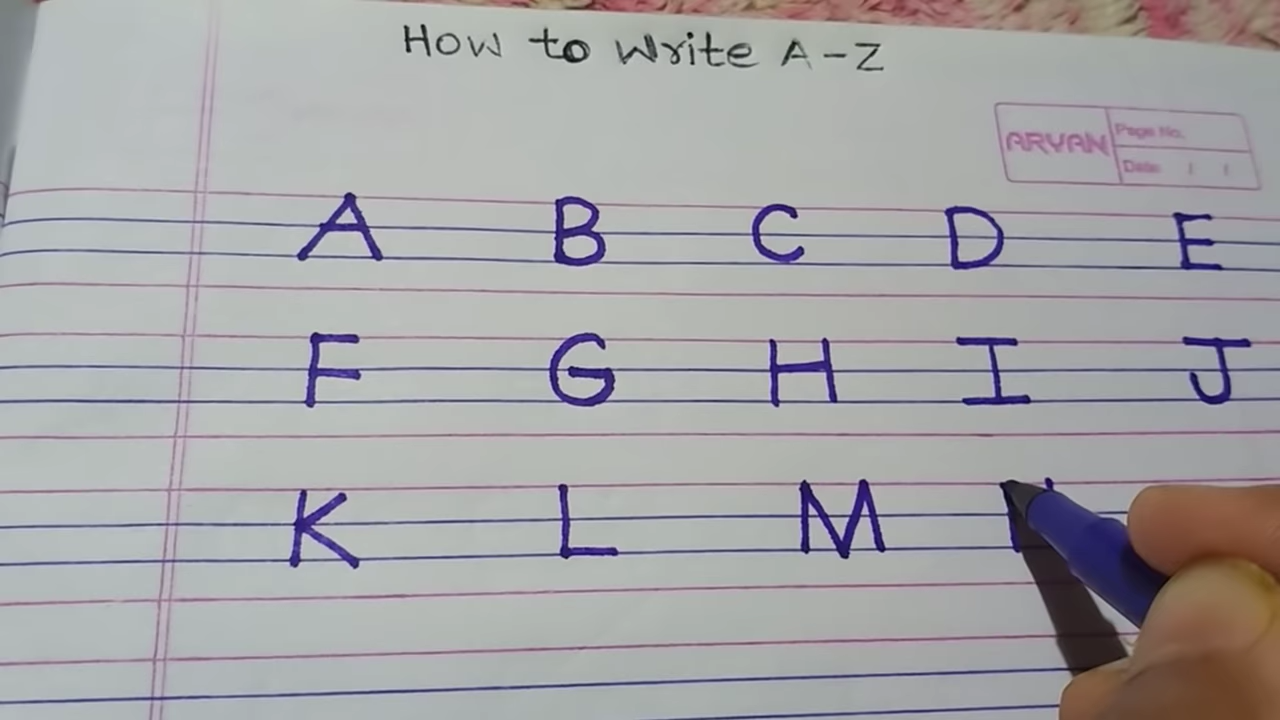 How to Write A-Z
ARYAN
Page No.
Date / /
A B C D E
F G H I J
K L M